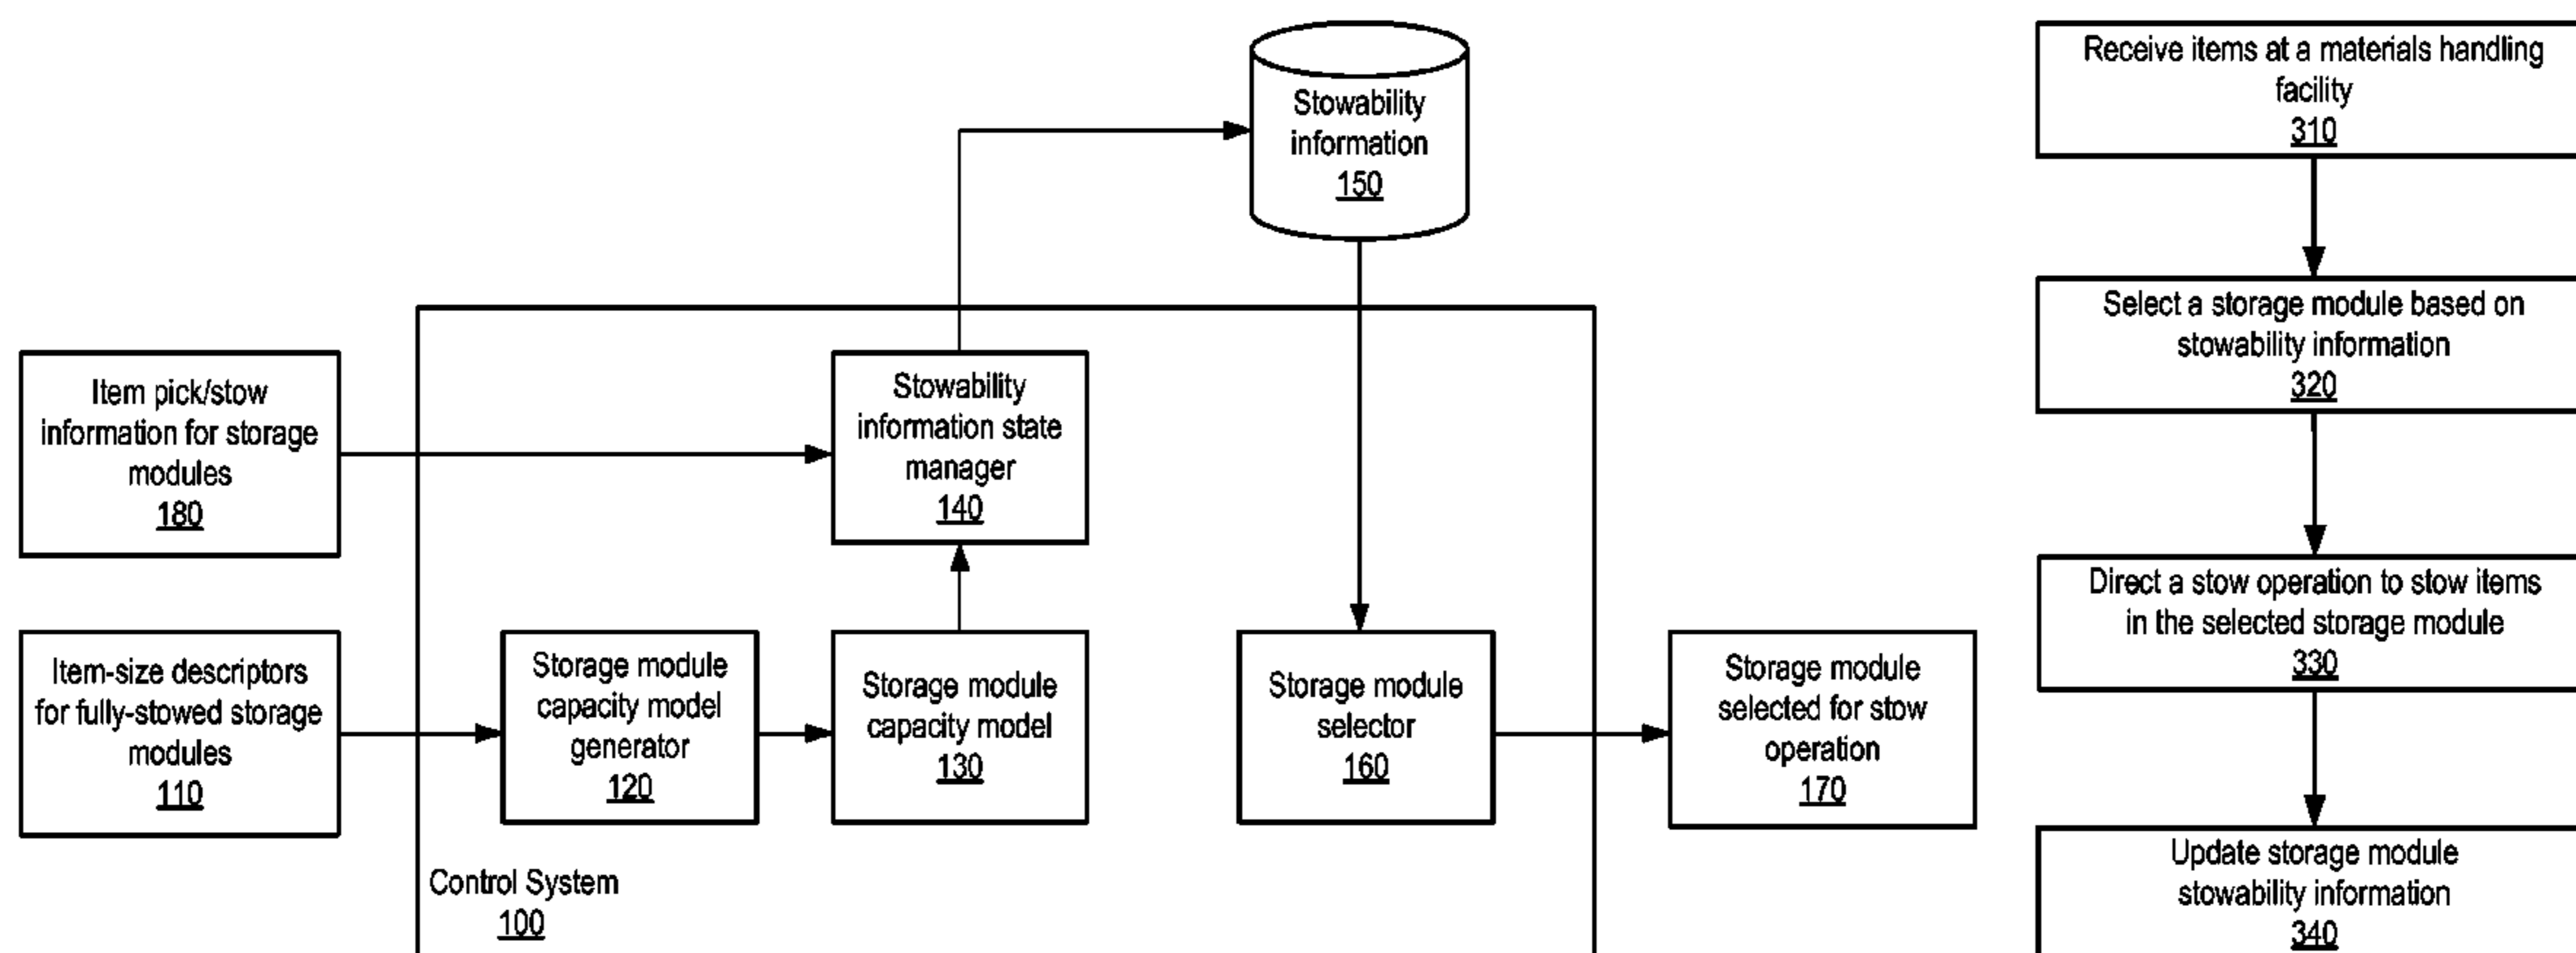 Stowability
information
150
Item pick/stow
information for storage
modules
180
Stowability
information state
manager
140
Item-size descriptors
for fully-stowed storage
modules
110
Storage module
capacity model
generator
120
Storage module
capacity model
130
Storage module
selector
160
Storage module
selected for stow
operation
170
Control System
100
Receive items at a materials handling
facility
310
Select a storage module based on
stowability information
320
Direct a stow operation to stow items
in the selected storage module
330
Update storage module
stowability information
340